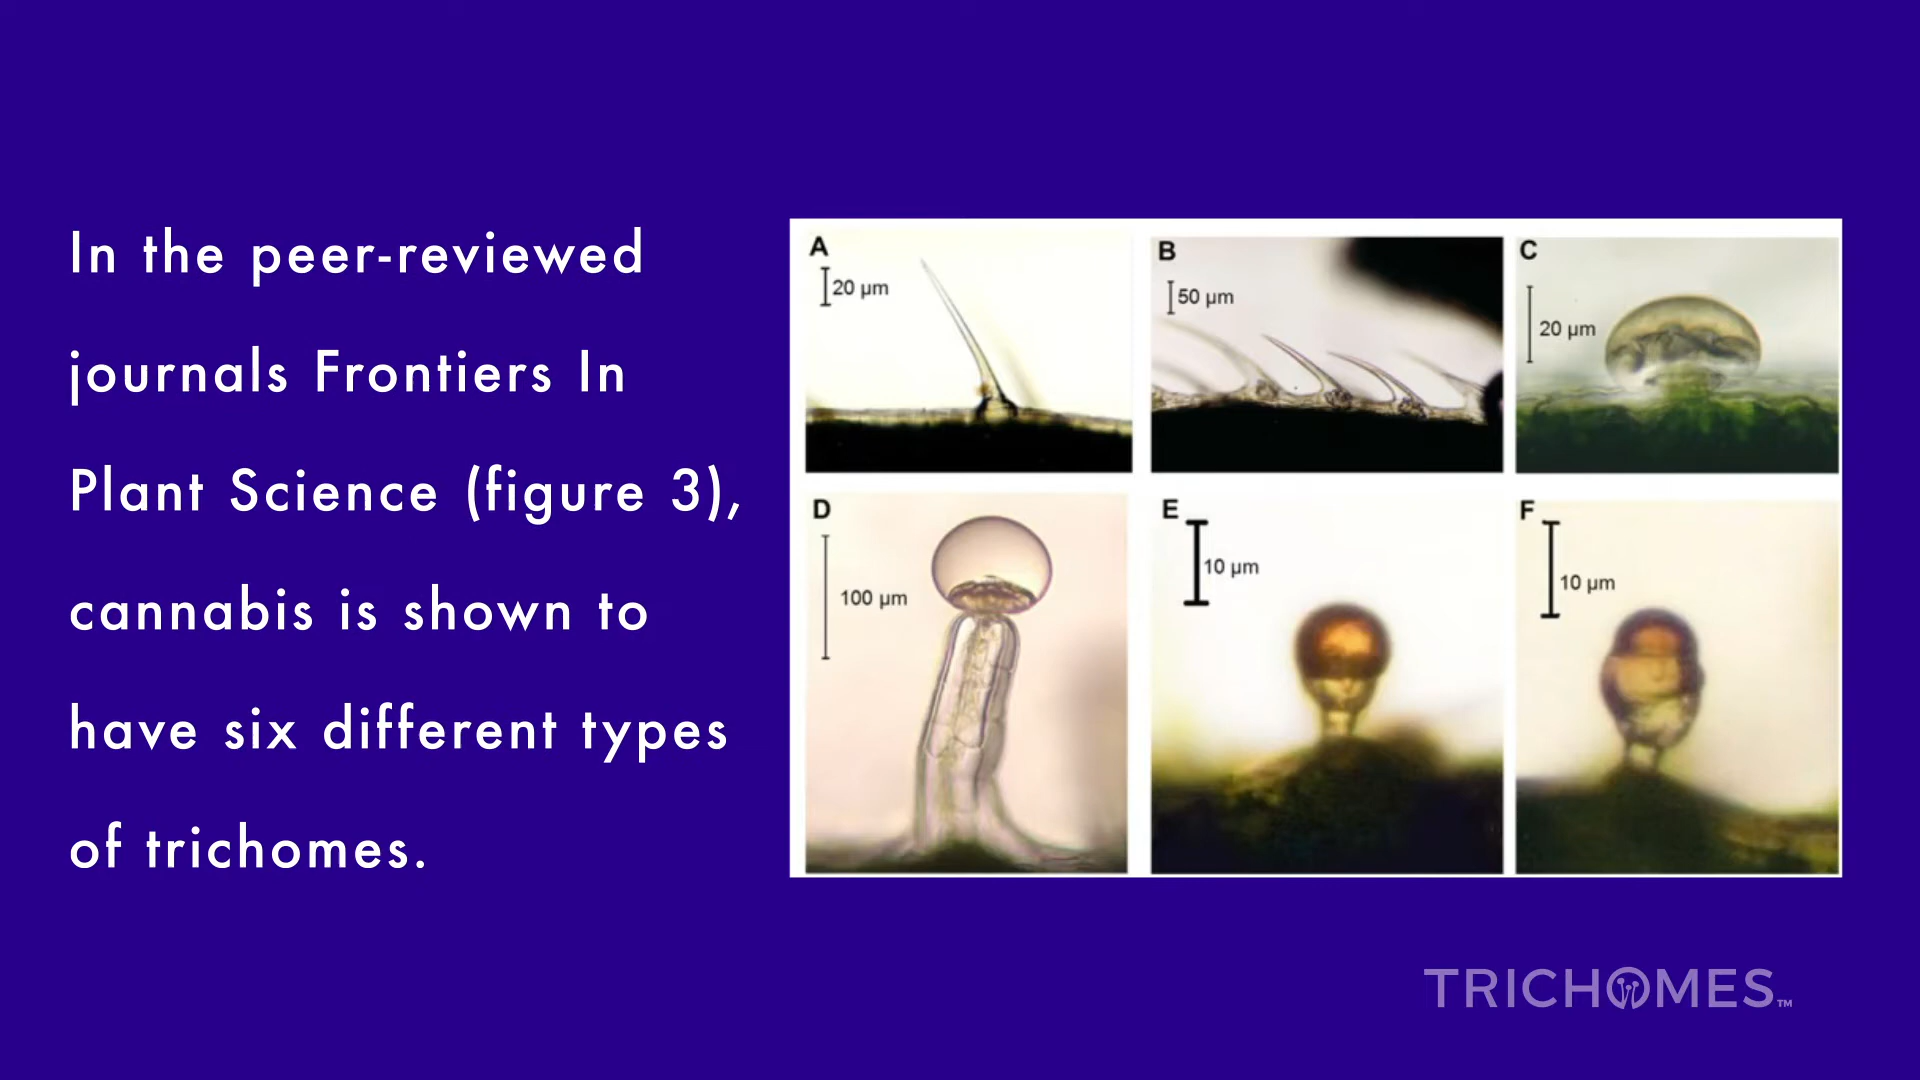 In the peer-reviewed
journals Frontiers In
Plant Science (figure 3),
cannabis is shown to
have six different types
of trichomes.
A
20 µm
B
50 µm
C
20 µm
D
100 µm
E
10 µm
F
10 µm
TRICHOMES™